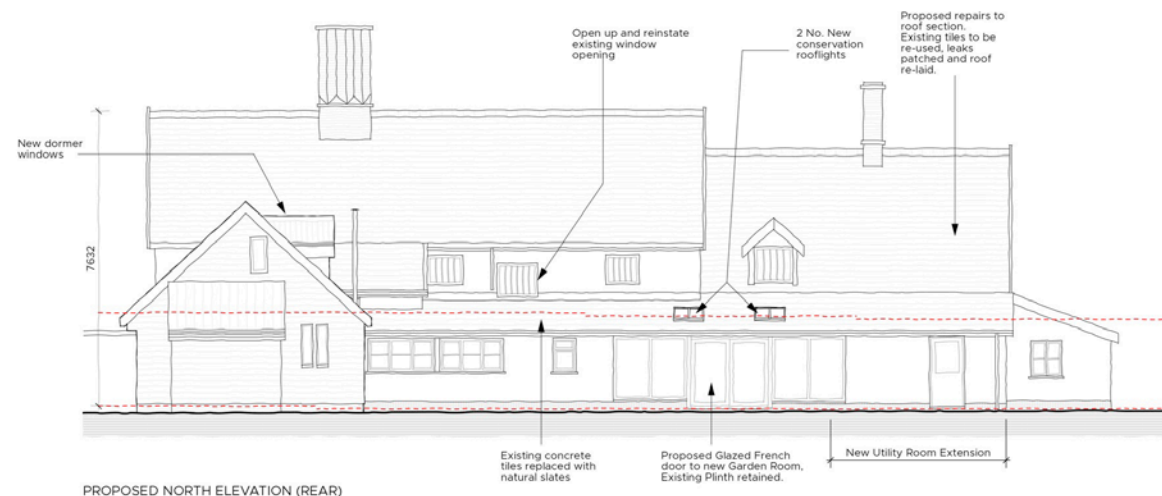 Open up and reinstate
existing window
opening
2 No. New
conservation
rooflights
Proposed repairs to
roof section.
Existing tiles to be
re-used, leaks
patched and roof
re-laid.
New dormer
windows
7632
Existing concrete
tiles replaced with
natural slates
Proposed Glazed French
door to new Garden Room,
Existing Plinth retained.
New Utility Room Extension
PROPOSED NORTH ELEVATION (REAR)